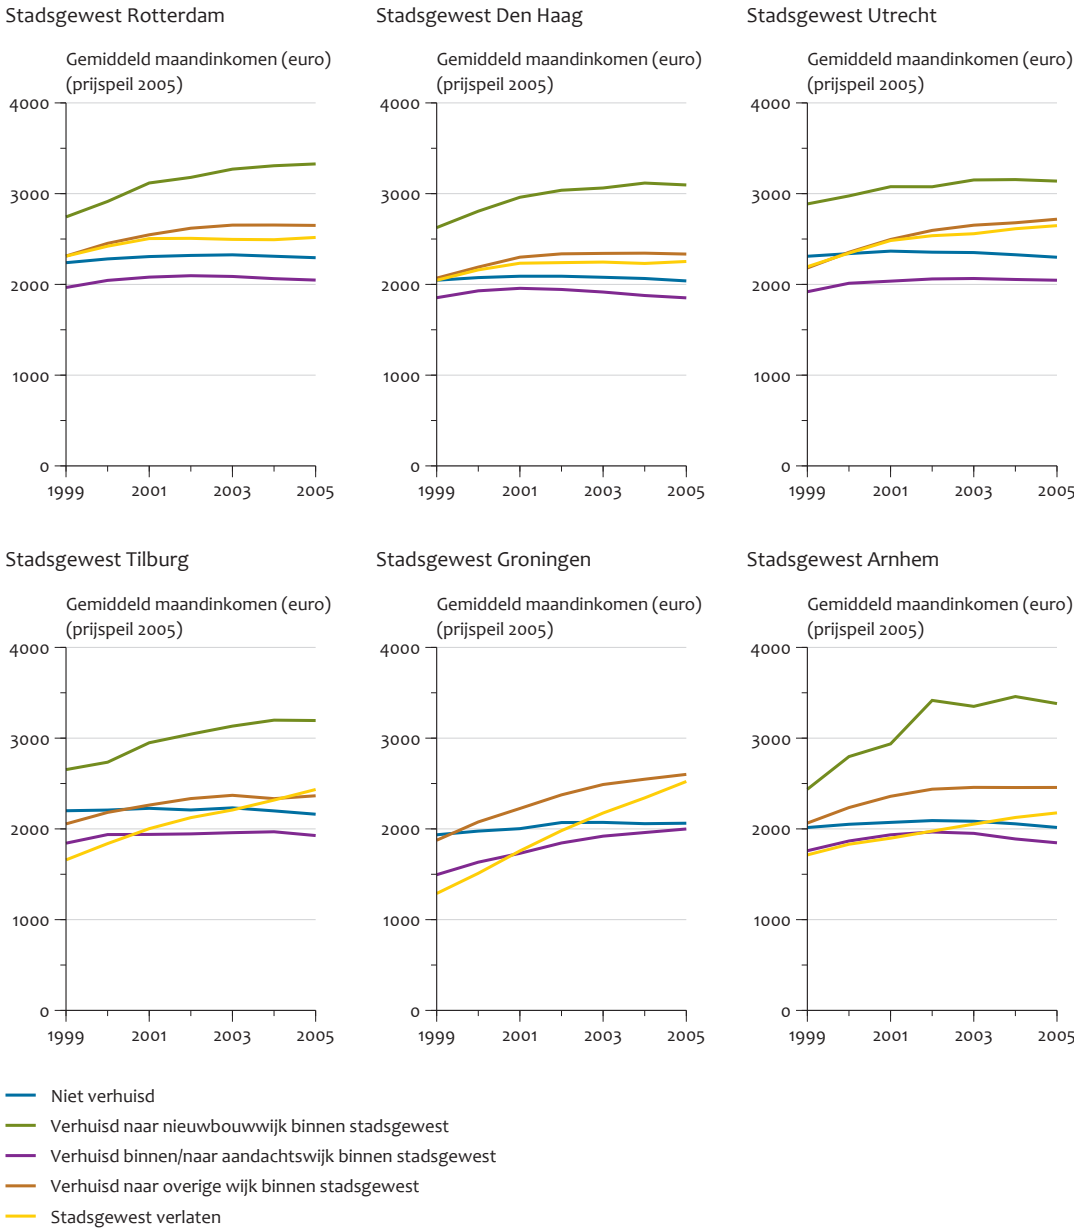 Stadsgewest Rotterdam
Gemiddeld maandinkomen (euro)
(prijspeil 2005)
4000
3000
2000
1000
0
1999 2001 2003 2005
Stadsgewest Den Haag
Gemiddeld maandinkomen (euro)
(prijspeil 2005)
4000
3000
2000
1000
0
1999 2001 2003 2005
Stadsgewest Utrecht
Gemiddeld maandinkomen (euro)
(prijspeil 2005)
4000
3000
2000
1000
0
1999 2001 2003 2005
Stadsgewest Tilburg
Gemiddeld maandinkomen (euro)
(prijspeil 2005)
4000
3000
2000
1000
0
1999 2001 2003 2005
Stadsgewest Groningen
Gemiddeld maandinkomen (euro)
(prijspeil 2005)
4000
3000
2000
1000
0
1999 2001 2003 2005
Stadsgewest Arnhem
Gemiddeld maandinkomen (euro)
(prijspeil 2005)
4000
3000
2000
1000
0
1999 2001 2003 2005
Niet verhuisd
Verhuisd naar nieuwbouwwijk binnen stadsgewest
Verhuisd binnen/naar aandachtswijk binnen stadsgewest
Verhuisd naar overige wijk binnen stadsgewest
Stadsgewest verlaten